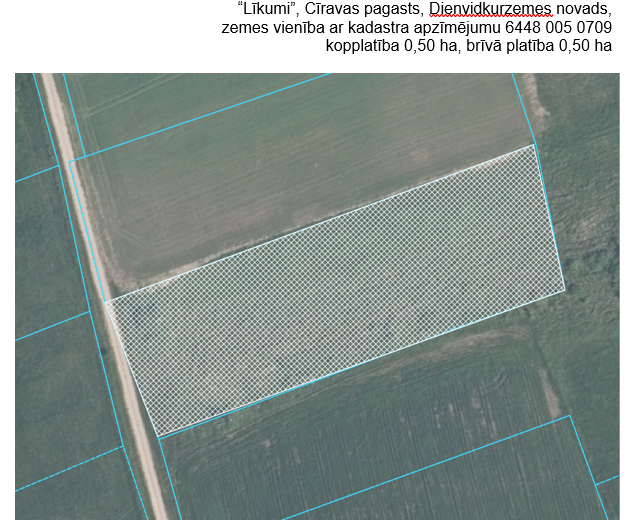 “Līkumi”, Cīravas pagasts, Dienvidkurzemes novads,
zemes vienība ar kadastra apzīmējumu 6448 005 0709
kopplatība 0,50 ha, brīvā platība 0,50 ha